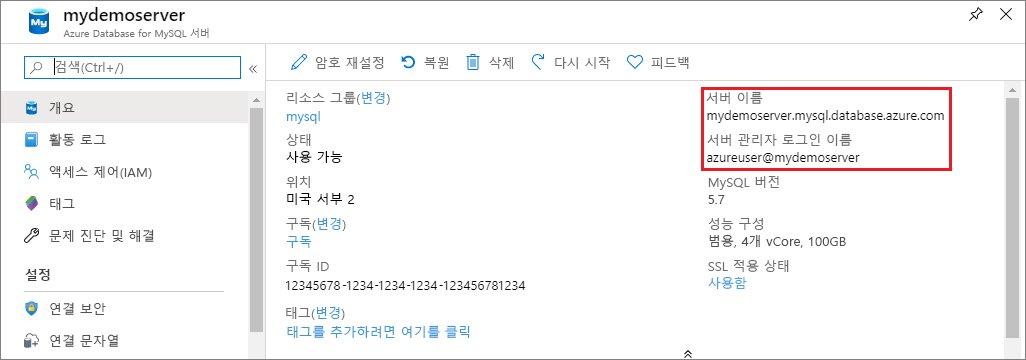 mydemoserver
Azure Database for MySQL 서버
검색(Ctrl+/)
«
개요
활동 로그
액세스 제어(IAM)
태그
문제 진단 및 해결
설정
연결 보안
연결 문자열
암호 재설정 복원 삭제 다시 시작 피드백
리소스 그룹(변경)
mysql
상태
사용 가능
위치
미국 서부 2
구독(변경)
구독
구독 ID
12345678-1234-1234-1234-123456781234
태그(변경)
태그를 추가하려면 여기를 클릭
서버 이름
mydemoserver.mysql.database.azure.com
서버 관리자 로그인 이름
azureuser@mydemoserver
MySQL 버전
5.7
성능 구성
범용, 4개 vCore, 100GB
SSL 적용 상태
사용함